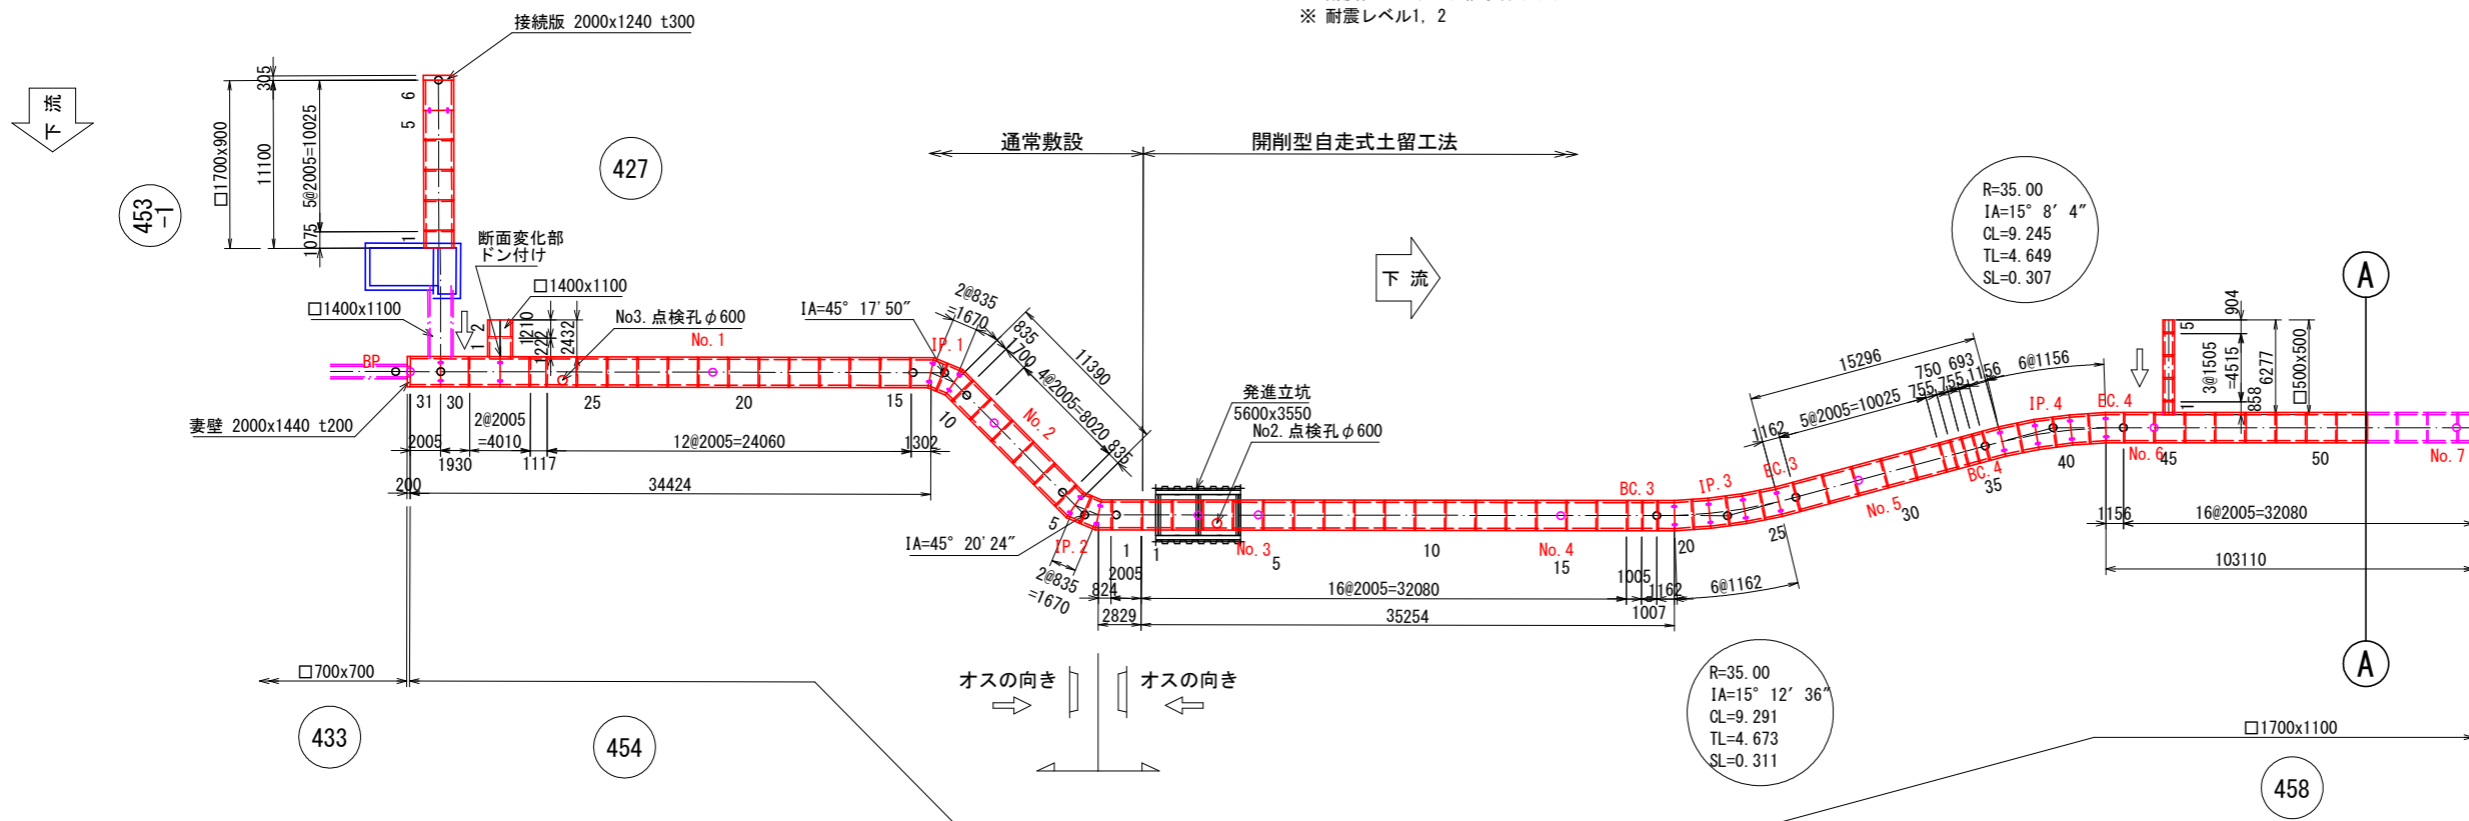 ※ 耐震レベル1, 2
接続版 2000x1240 t300
下流
453
-1
427
□1700x900
305
11100
5@2005=10025
1075
6
5
1
断面変化部
ドン付け
□1400x1100
□1400x1100
1
2
1210
1222
2432
No3. 点検孔φ600
通常敷設
開削型自走式土留工法
下 流
BP
No. 1
IA=45° 17′50″
IP. 1
2@835
=1670
835
1700
11390
4@2005=8020
835
No. 2
妻壁 2000x1440 t200
31
30
25
20
15
10
5
2005
1930
2@2005
=4010
1117
12@2005=24060
1302
200
34424
IA=45° 20′24″
IP. 2
2@835
=1670
発進立坑
5600x3550
No2. 点検孔φ600
No. 3
No. 4
BC. 3
IP. 3
EC. 3
1
1
5
10
15
20
25
824
2005
2829
16@2005=32080
1005
1162
1007
6@1162
35254
R=35.00
IA=15° 8′ 4″
CL=9.245
TL=4.649
SL=0.307
15296
1162
5@2005=10025
755
750
755
693
1156
6@1156
No. 5
30
BC. 4
35
IP. 4
40
EC. 4
No. 6
45
50
No. 7
1
5
904
3@1505
=4515
858
6277
□500x500
A
A
1156
16@2005=32080
103110
オスの向き
オスの向き
□700x700
433
454
R=35.00
IA=15° 12′ 36″
CL=9.291
TL=4.673
SL=0.311
□1700x1100
458